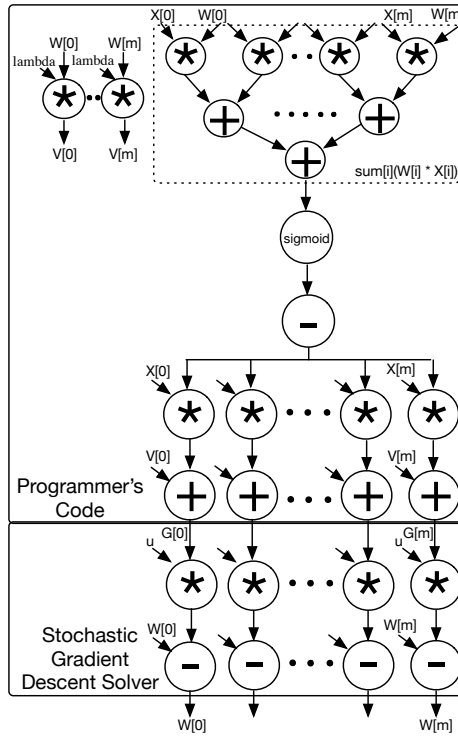 X[0] W[0] X[m] W[m]
W[0] W[m]
lambda lambda
* •• * * * •• * *
V[0] V[m]
+ ••••• +
+
sum[i](W[i] * X[i])
sigmoid
-
X[0] X[m]
* * ••• * *
V[0] V[m]
+ + ••• + +
Programmer's
Code
G[0] G[m]
u u
* * ••• * *
W[0] W[m]
- - ••• - -
Stochastic
Gradient
Descent Solver
W[0] W[m]